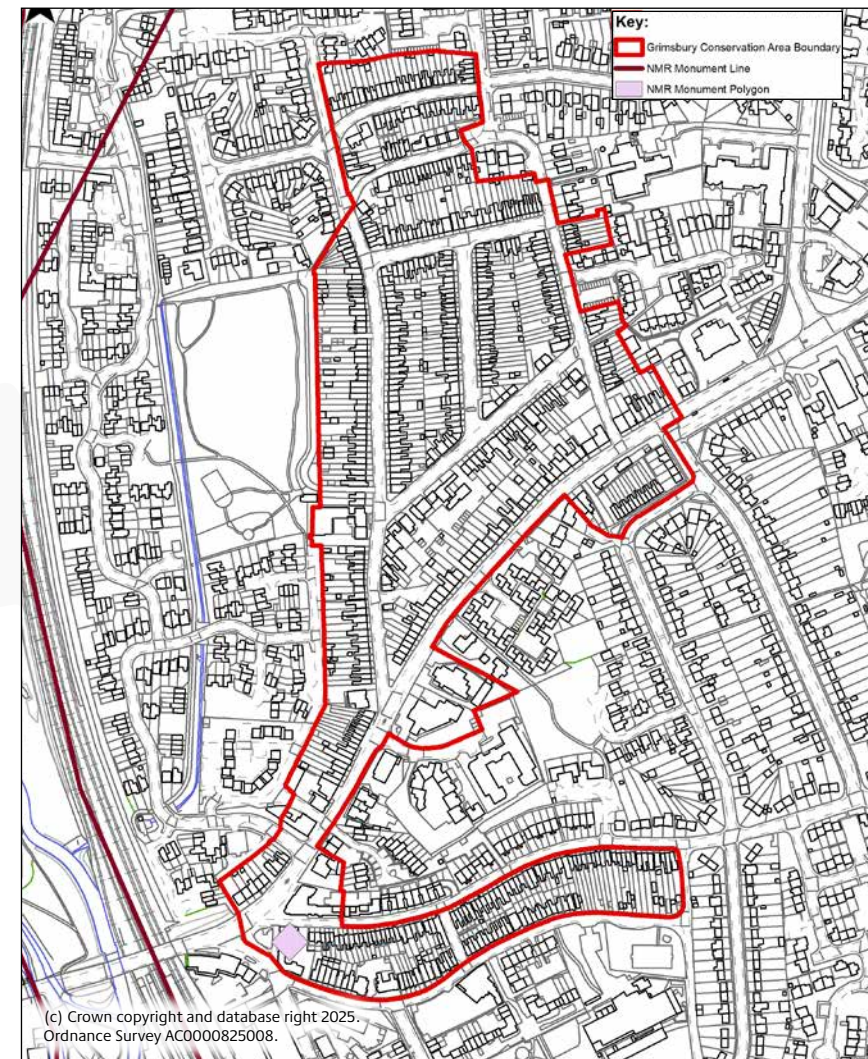 Key:
Grimsbury Conservation Area Boundary
NMR Monument Line
NMR Monument Polygon
(c) Crown copyright and database right 2025.
Ordnance Survey AC0000825008.